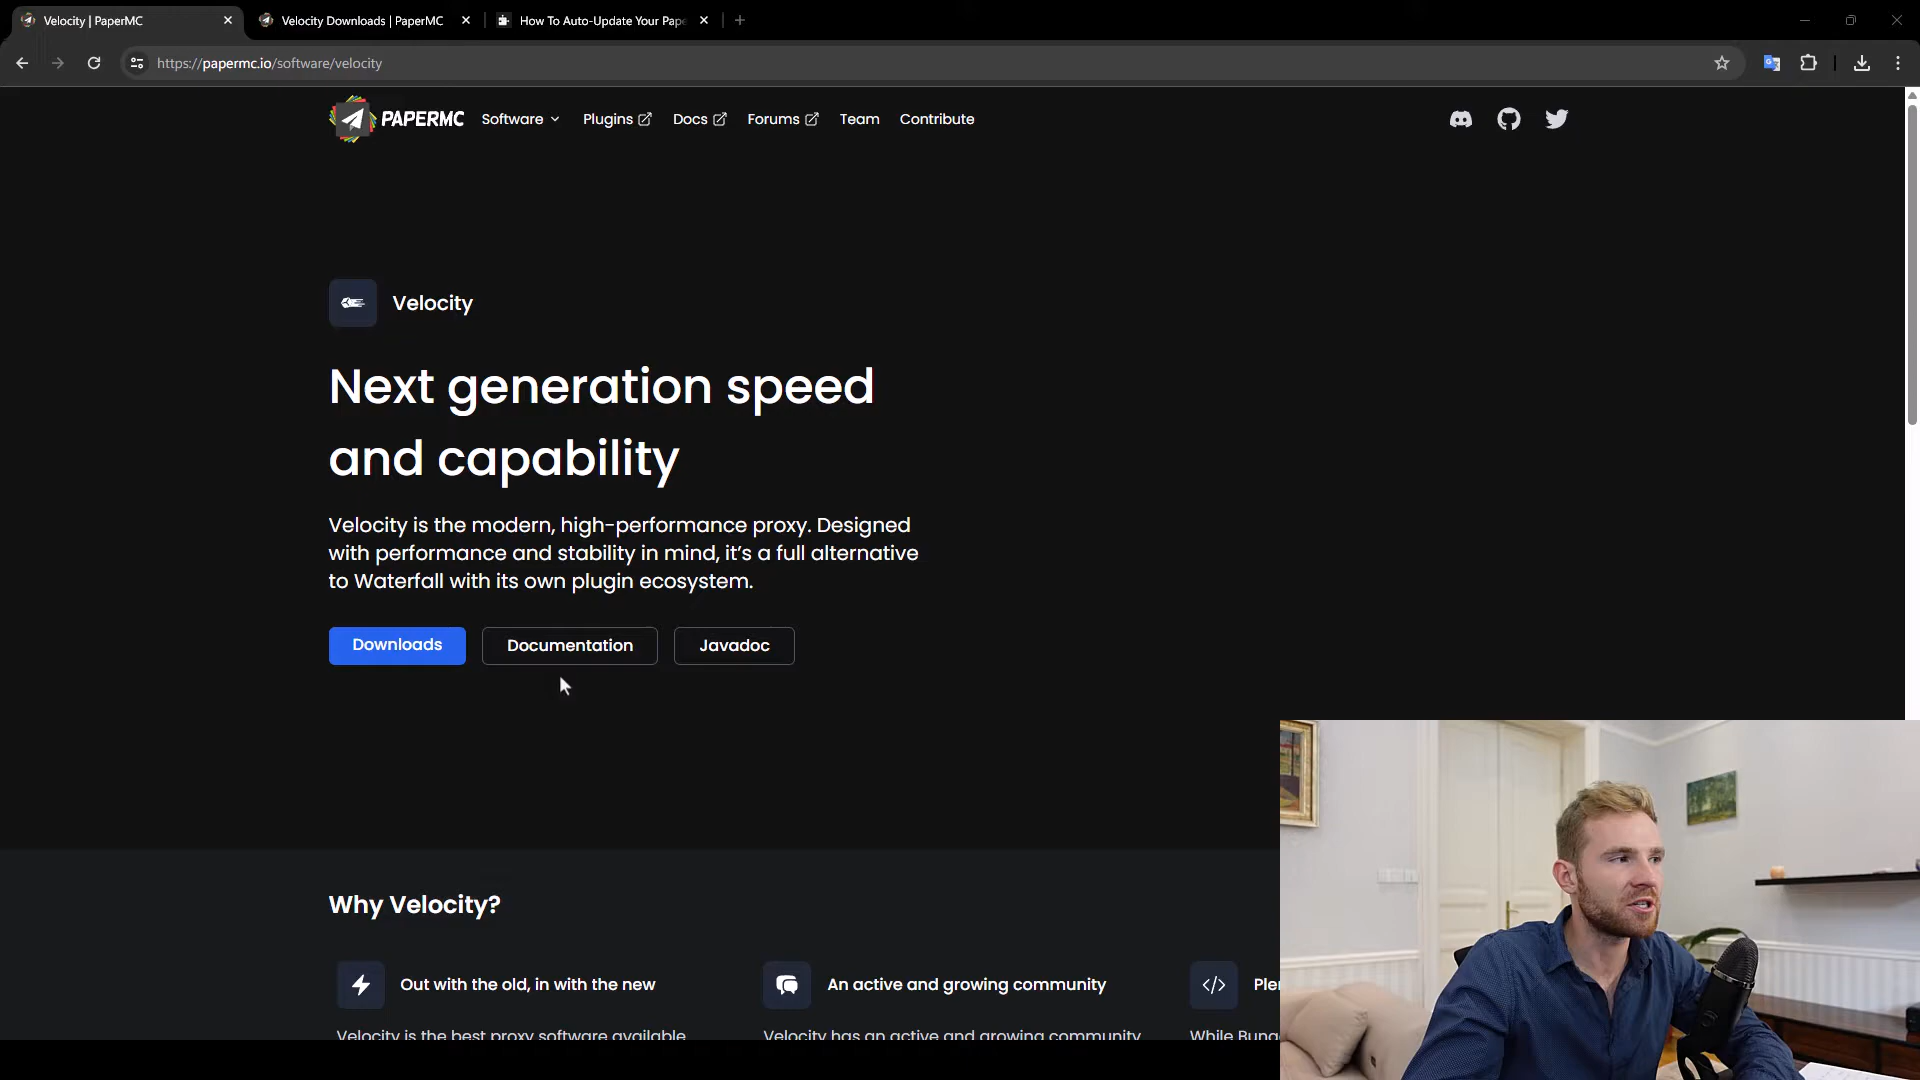 Velocity | PaperMC
Velocity Downloads | PaperMC
How To Auto-Update Your Pape
https://papermc.io/software/velocity
PAPERMC
Software
Plugins
Docs
Forums
Team
Contribute
Velocity
Next generation speed
and capability
Velocity is the modern, high-performance proxy. Designed
with performance and stability in mind, it's a full alternative
to Waterfall with its own plugin ecosystem.
Downloads
Documentation
Javadoc
Why Velocity?
Out with the old, in with the new
An active and growing community
Ple
Velocity is the best proxy software available
Velocity has an active and growing community
While Bung